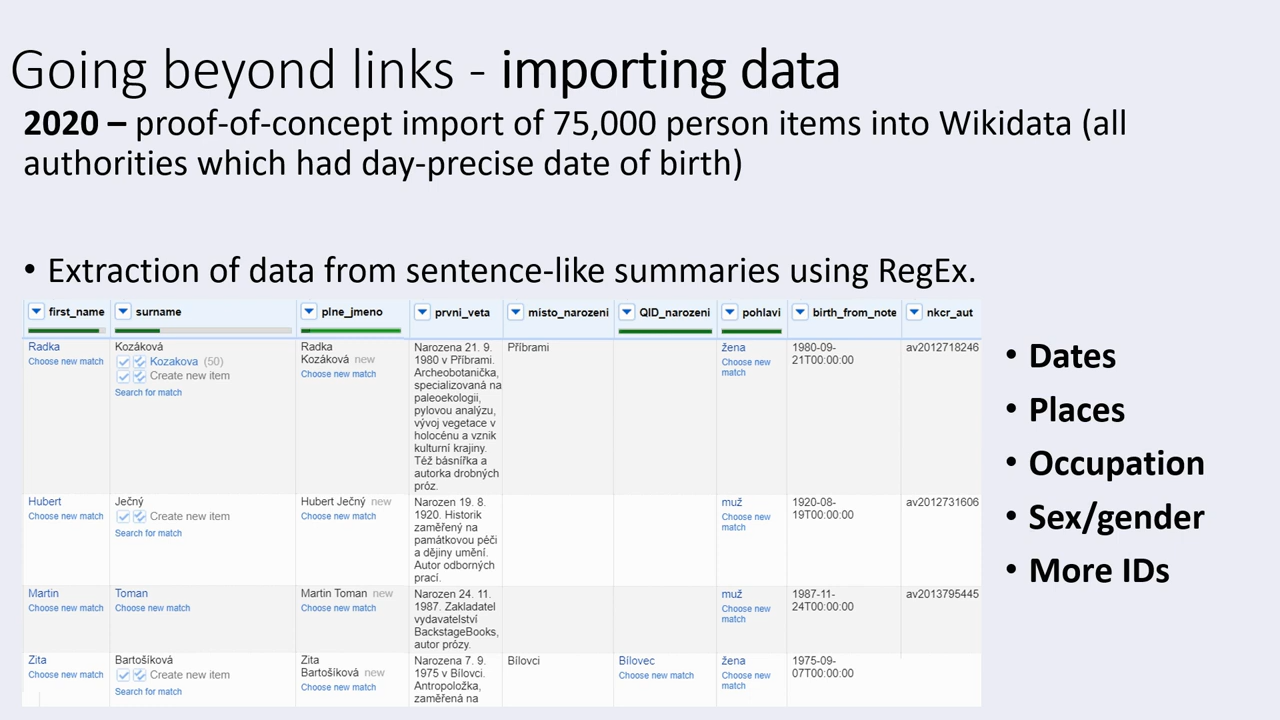 Going beyond links - importing data
2020 – proof-of-concept import of 75,000 person items into Wikidata (all
authorities which had day-precise date of birth)
• Extraction of data from sentence-like summaries using RegEx.
first_name surname plne_jmeno prvni_veta misto_narozeni QID_narozeni pohlavi birth_from_note nkcr_aut
Radka
Choose new match
Kozáková
Kozakova (50)
Create new item
Search for match
Radka
Kozáková new
Choose new match
Narozena 21. 9.
1980 v Příbrami.
Archeobotanička,
specializovaná na
paleoekologii,
pylovou analýzu,
vývoj vegetace v
holocénu a vznik
kulturní krajiny.
Též básnířka a
autorka drobných
próz.
Příbrami
žena
Choose new
match
1980-09-
21T00:00:00
av2012718246
Hubert
Choose new match
Ječný
Create new item
Search for match
Hubert Ječný new
Choose new match
Narozen 19. 8.
1920. Historik
zaměřený na
památkovou péči
a dějiny umění.
Autor odborných
prací.
muž
Choose new
match
1920-08-
19T00:00:00
av2012731606
Martin
Choose new match
Toman
Choose new match
Martin Toman new
Choose new match
Narozen 24. 11.
1987. Zakladatel
vydavatelství
BackstageBooks,
autor prózy.
muž
Choose new
match
1987-11-
24T00:00:00
av2013795445
Zita
Choose new match
Bartošíková
Create new item
Search for match
Zita
Bartošíková new
Choose new match
Narozena 7. 9.
1975 v Bílovci.
Antropoložka,
zaměřená na
Bílovci
Bílovec
Choose new match
žena
Choose new
match
1975-09-
07T00:00:00
• Dates
• Places
• Occupation
• Sex/gender
• More IDs